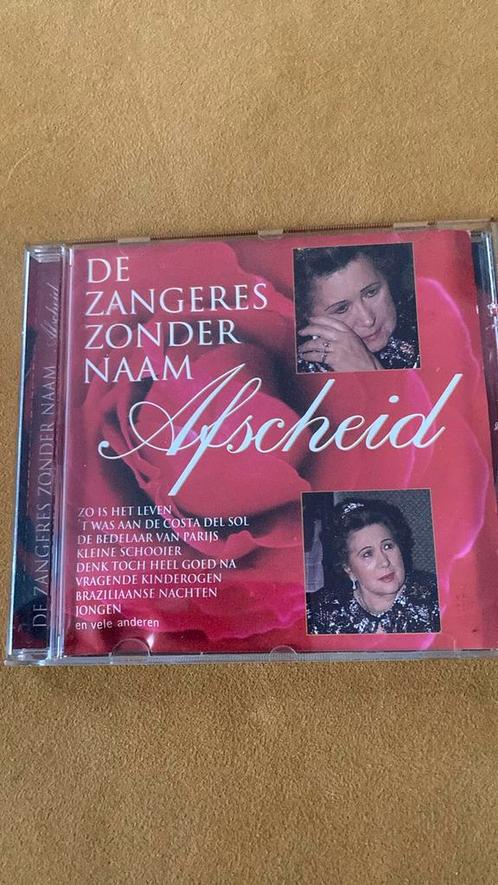 DE ZANGERES ZONDER NAAM Afscheid
DE
ZANGERES
ZONDER
NAAM
Afscheid
ZO IS HET LEVEN
'T WAS AAN DE COSTA DEL SOL
DE BEDELAAR VAN PARIJS
KLEINE SCHOOIER
DENK TOCH HEEL GOED NA
VRAGENDE KINDEROGEN
BRAZILIAANSE NACHTEN
JONGEN
en vele anderen